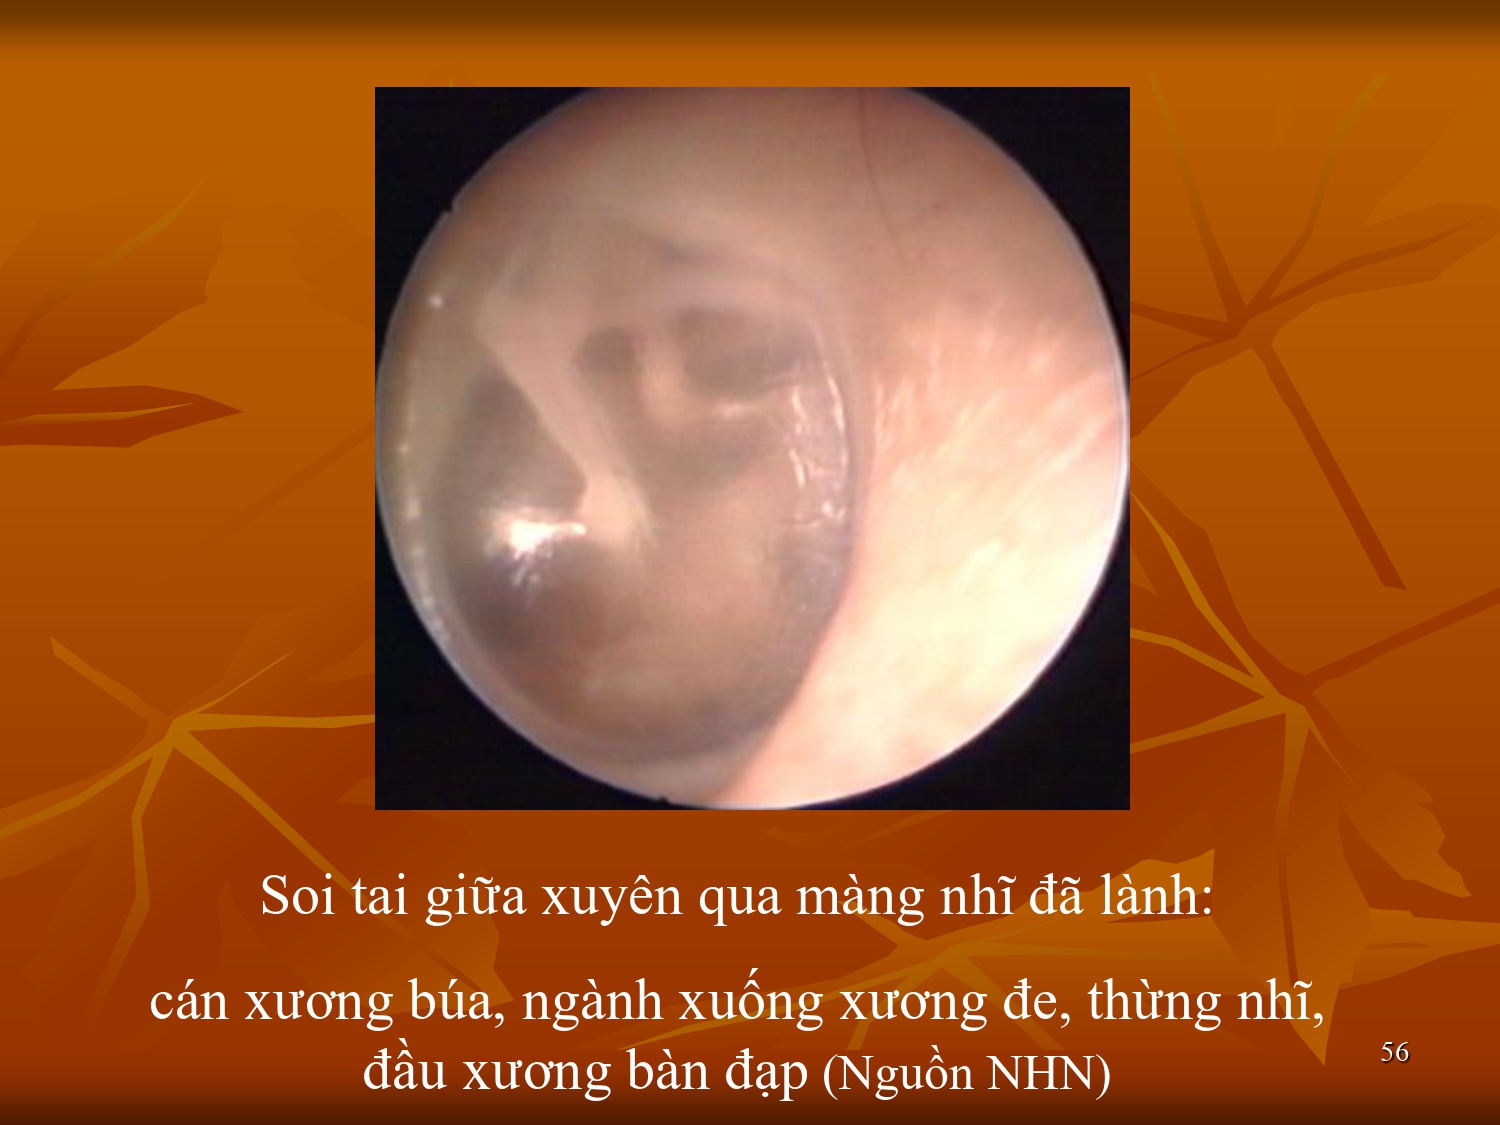 Soi tai giữa xuyên qua màng nhĩ đã lành:
cán xương búa, ngành xuống xương đe, thừng nhĩ,
đầu xương bàn đạp (Nguồn NHN)
56